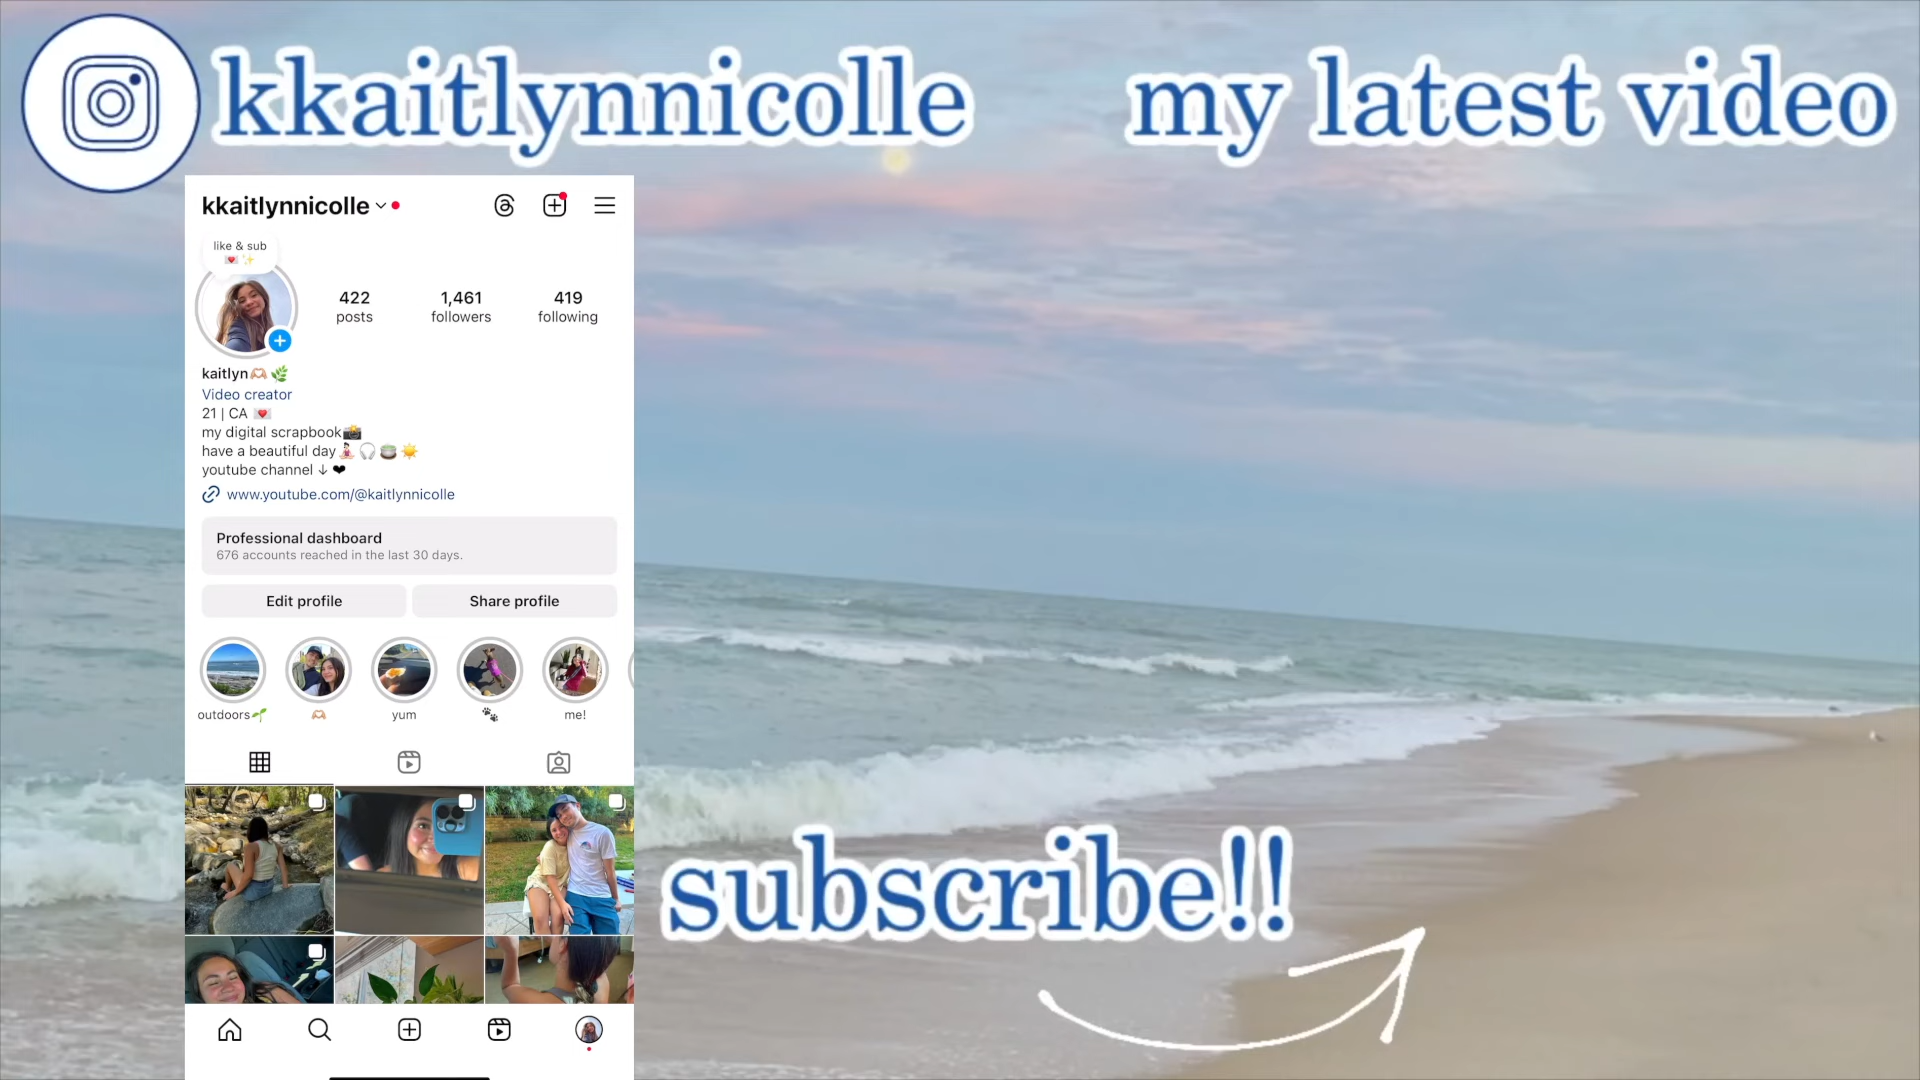 kkaitlynnicolle
my latest video
kkaitlynnicolle
like & sub
💌 ✨
422
posts
1,461
followers
419
following
kaitlyn🫶🏼🌿
Video creator
21 | CA 💌
my digital scrapbook📸
have a beautiful day🧘🏻‍♀️🎧🍵☀️
youtube channel ↓ ❤
www.youtube.com/@kaitlynnicolle
Professional dashboard
676 accounts reached in the last 30 days.
Edit profile
Share profile
outdoors🌱
🫶🏼
yum
🐾
me!
subscribe!!